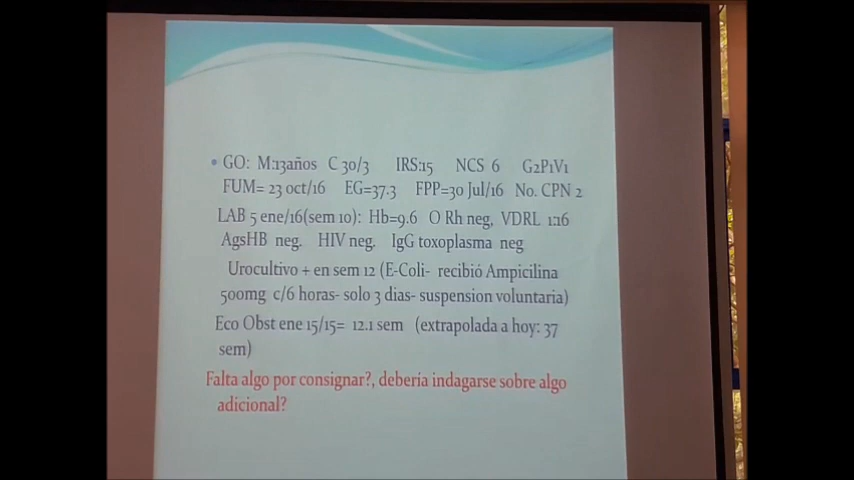 • GO: M:13años C 30/3 IRS:15 NCS 6 G2P1V1
FUM= 23 oct/16 EG=37.3 FPP=30 Jul/16 No. CPN 2
LAB 5 ene/16(sem 10): Hb=9.6 O Rh neg, VDRL 1:16
AgsHB neg. HIV neg. IgG toxoplasma neg
Urocultivo + en sem 12 (E-Coli- recibió Ampicilina
500mg c/6 horas- solo 3 dias- suspension voluntaria)
Eco Obst ene 15/15= 12.1 sem (extrapolada a hoy: 37
sem)
Falta algo por consignar?, debería indagarse sobre algo
adicional?